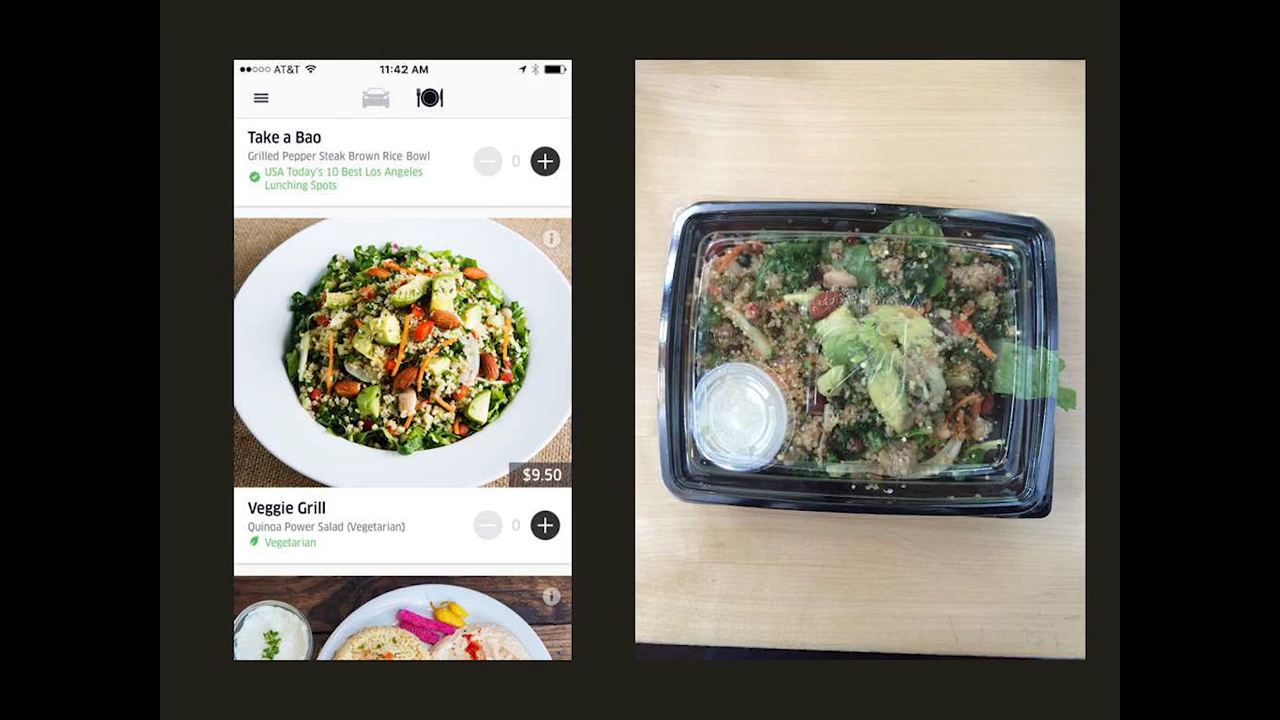 AT&T
11:42 AM
Take a Bao
Grilled Pepper Steak Brown Rice Bowl
0
USA Today's 10 Best Los Angeles
Lunching Spots
$9.50
Veggie Grill
Quinoa Power Salad (Vegetarian)
0
Vegetarian